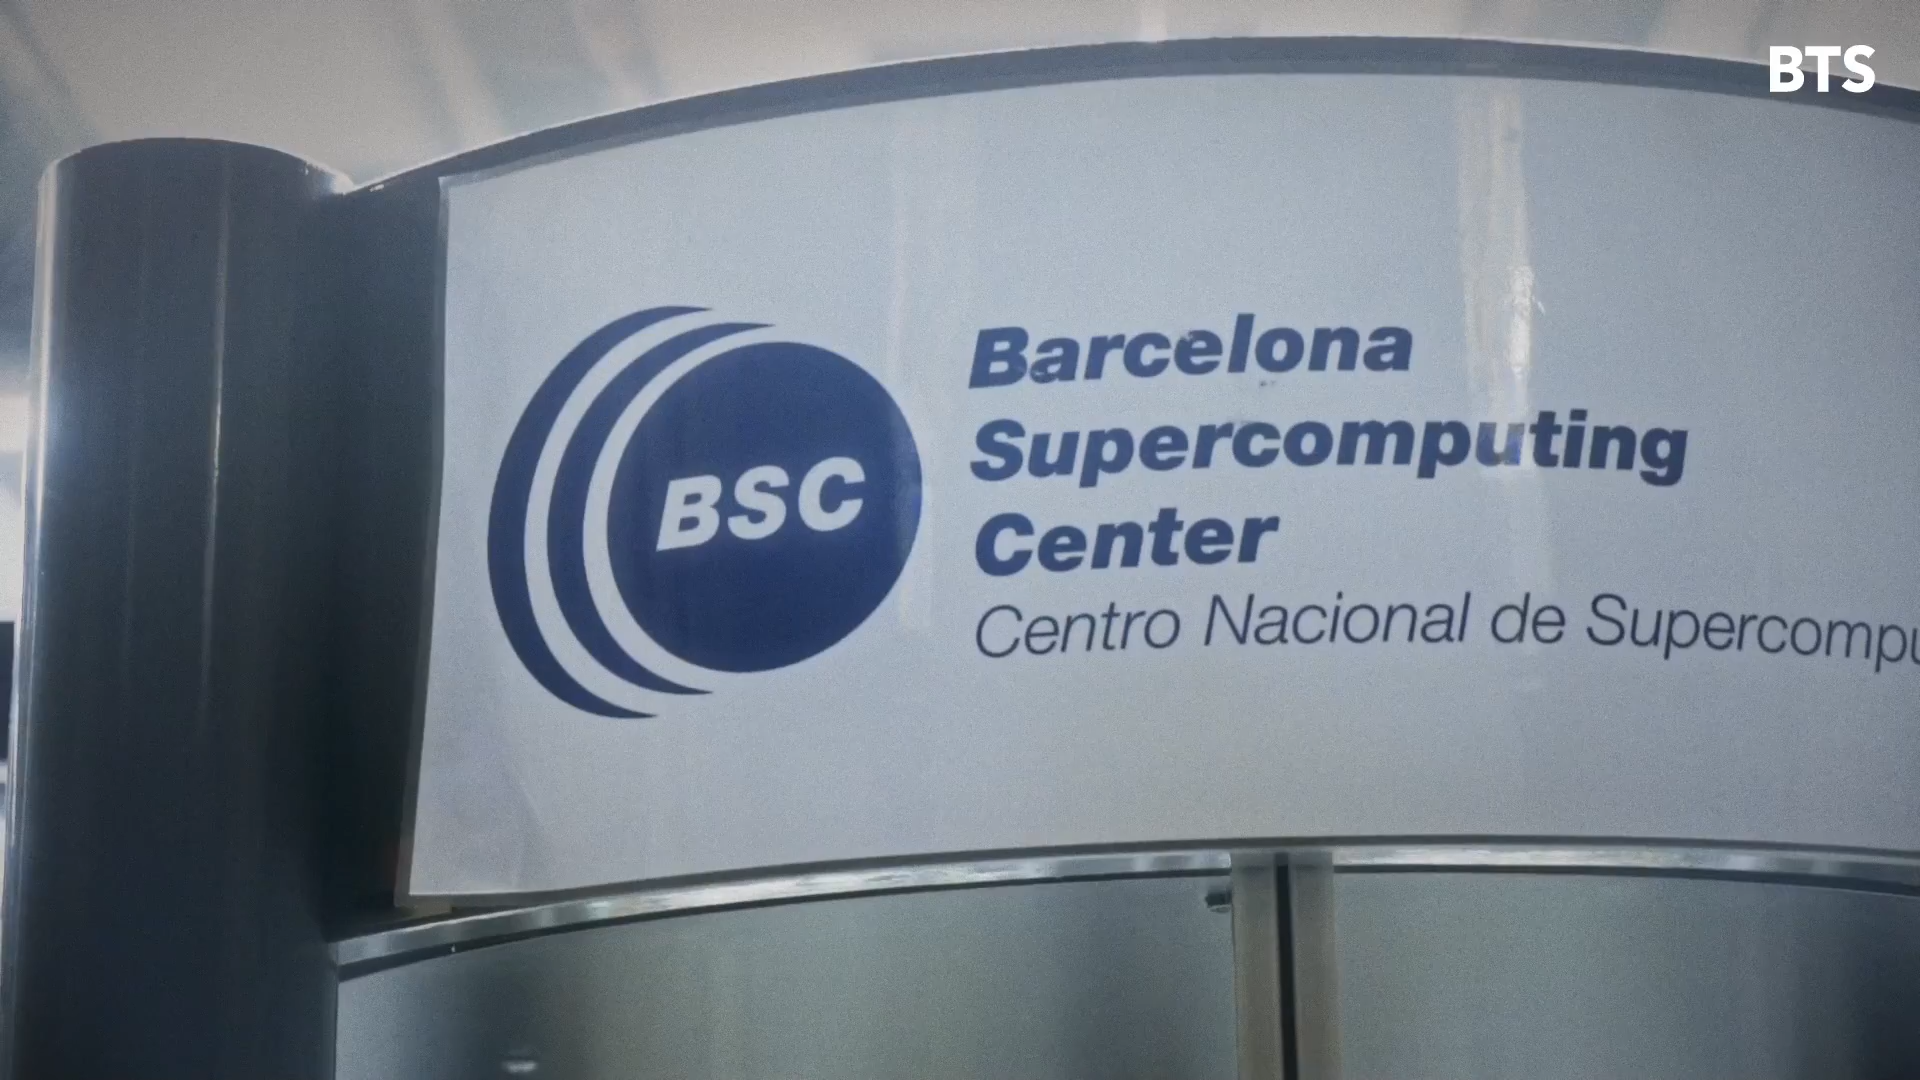 BTS
BSC
Barcelona
Supercomputing
Center
Centro Nacional de Supercompu